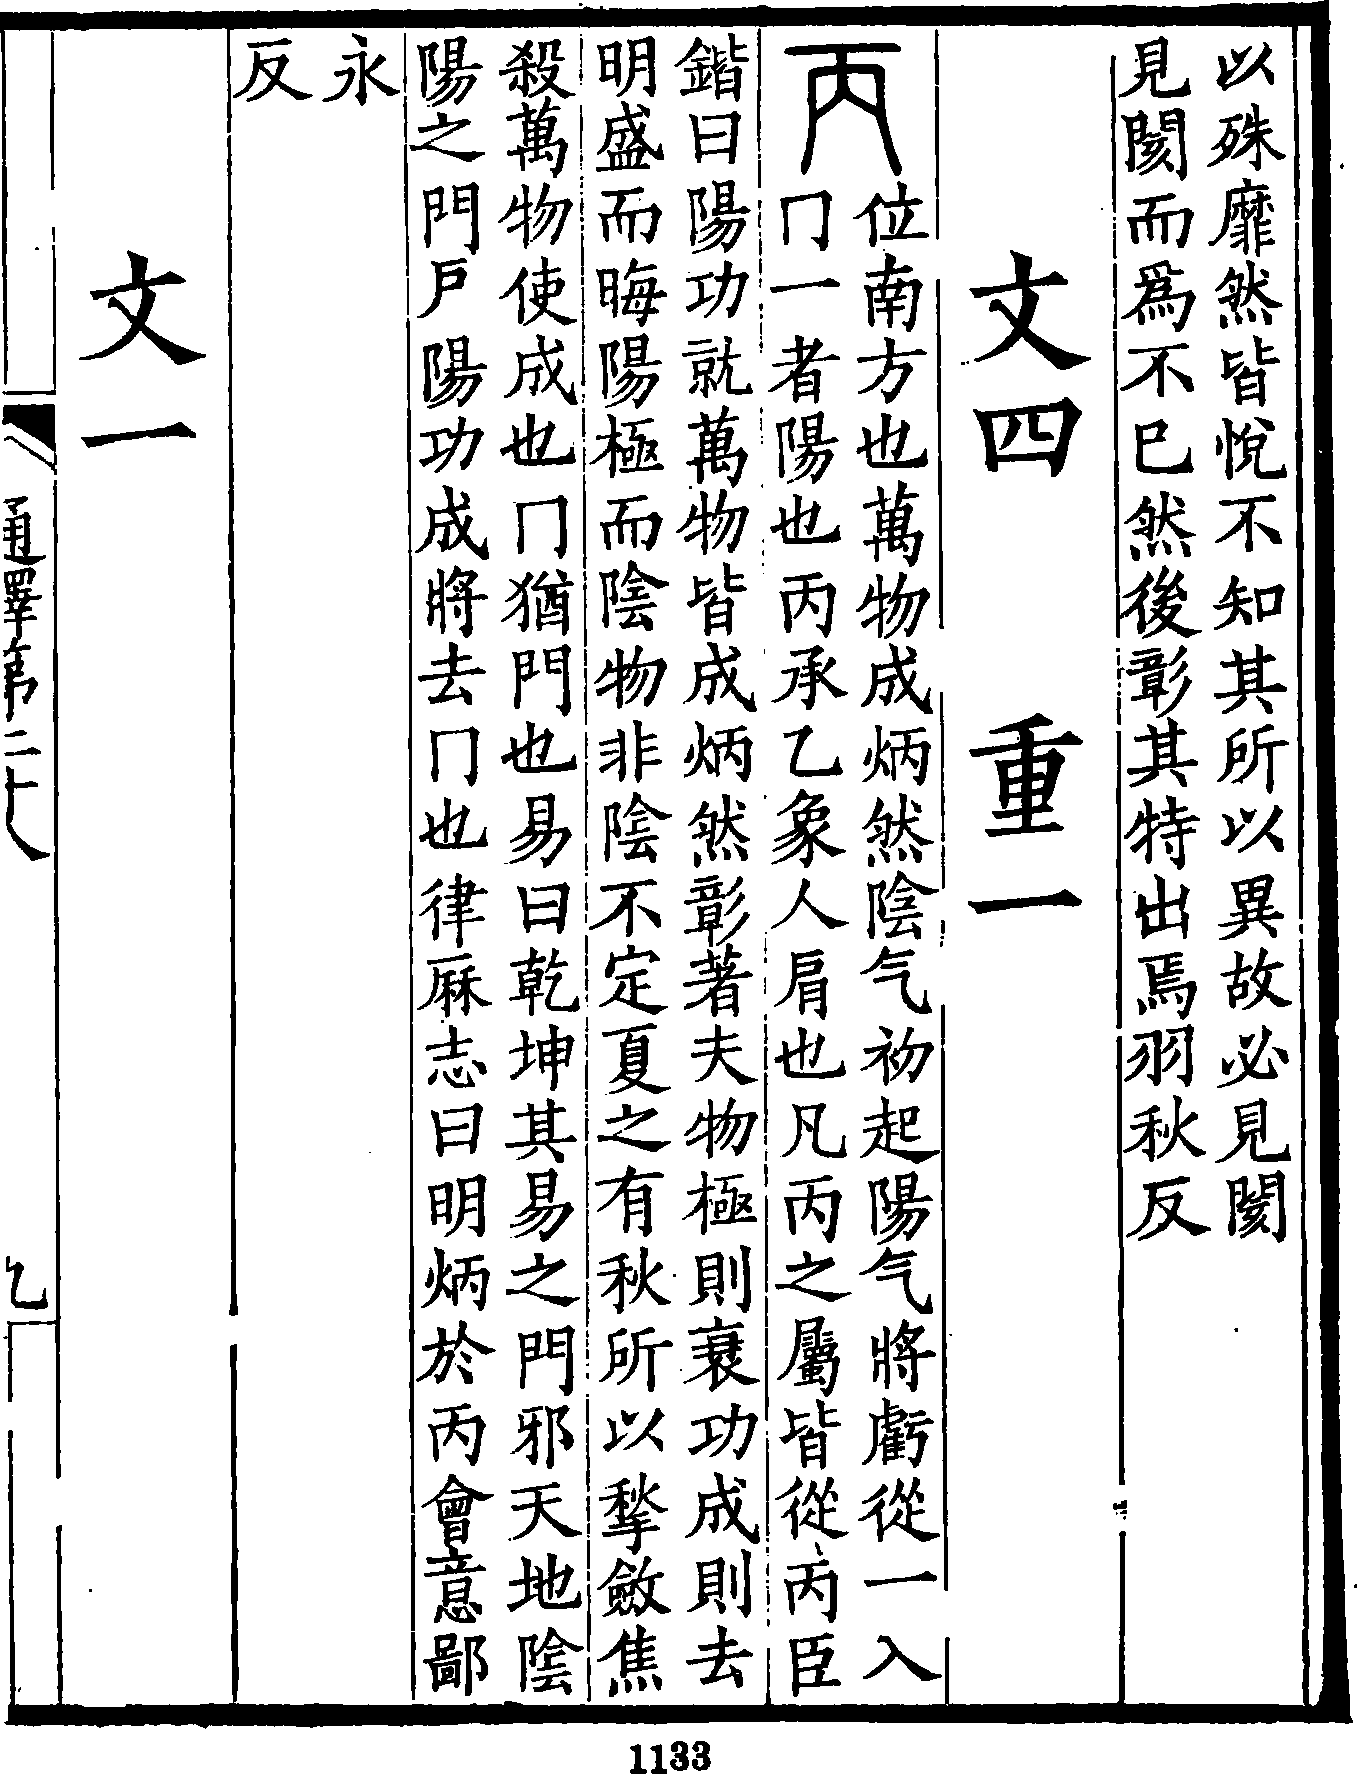 以殊靡然皆悅不知其所以異故必見閡
見閡而爲不已然後彰其特出焉羽秋反
文四 重一
丙
位南方也萬物成炳然陰气初起陽气將虧從一入
冂一者陽也丙承乙象人肩也凡丙之屬皆從丙臣
鍇曰陽功就萬物皆成炳然彰著夫物極則衰功成則去
明盛而晦陽極而陰物非陰不定夏之有秋所以揫斂焦
殺萬物使成也冂猶門也易曰乾坤其易之門邪天地陰
陽之門戶陽功成將去冂也律厤志曰明炳於丙會意鄙
永
反
文一
通釋第二十八
乙
1133